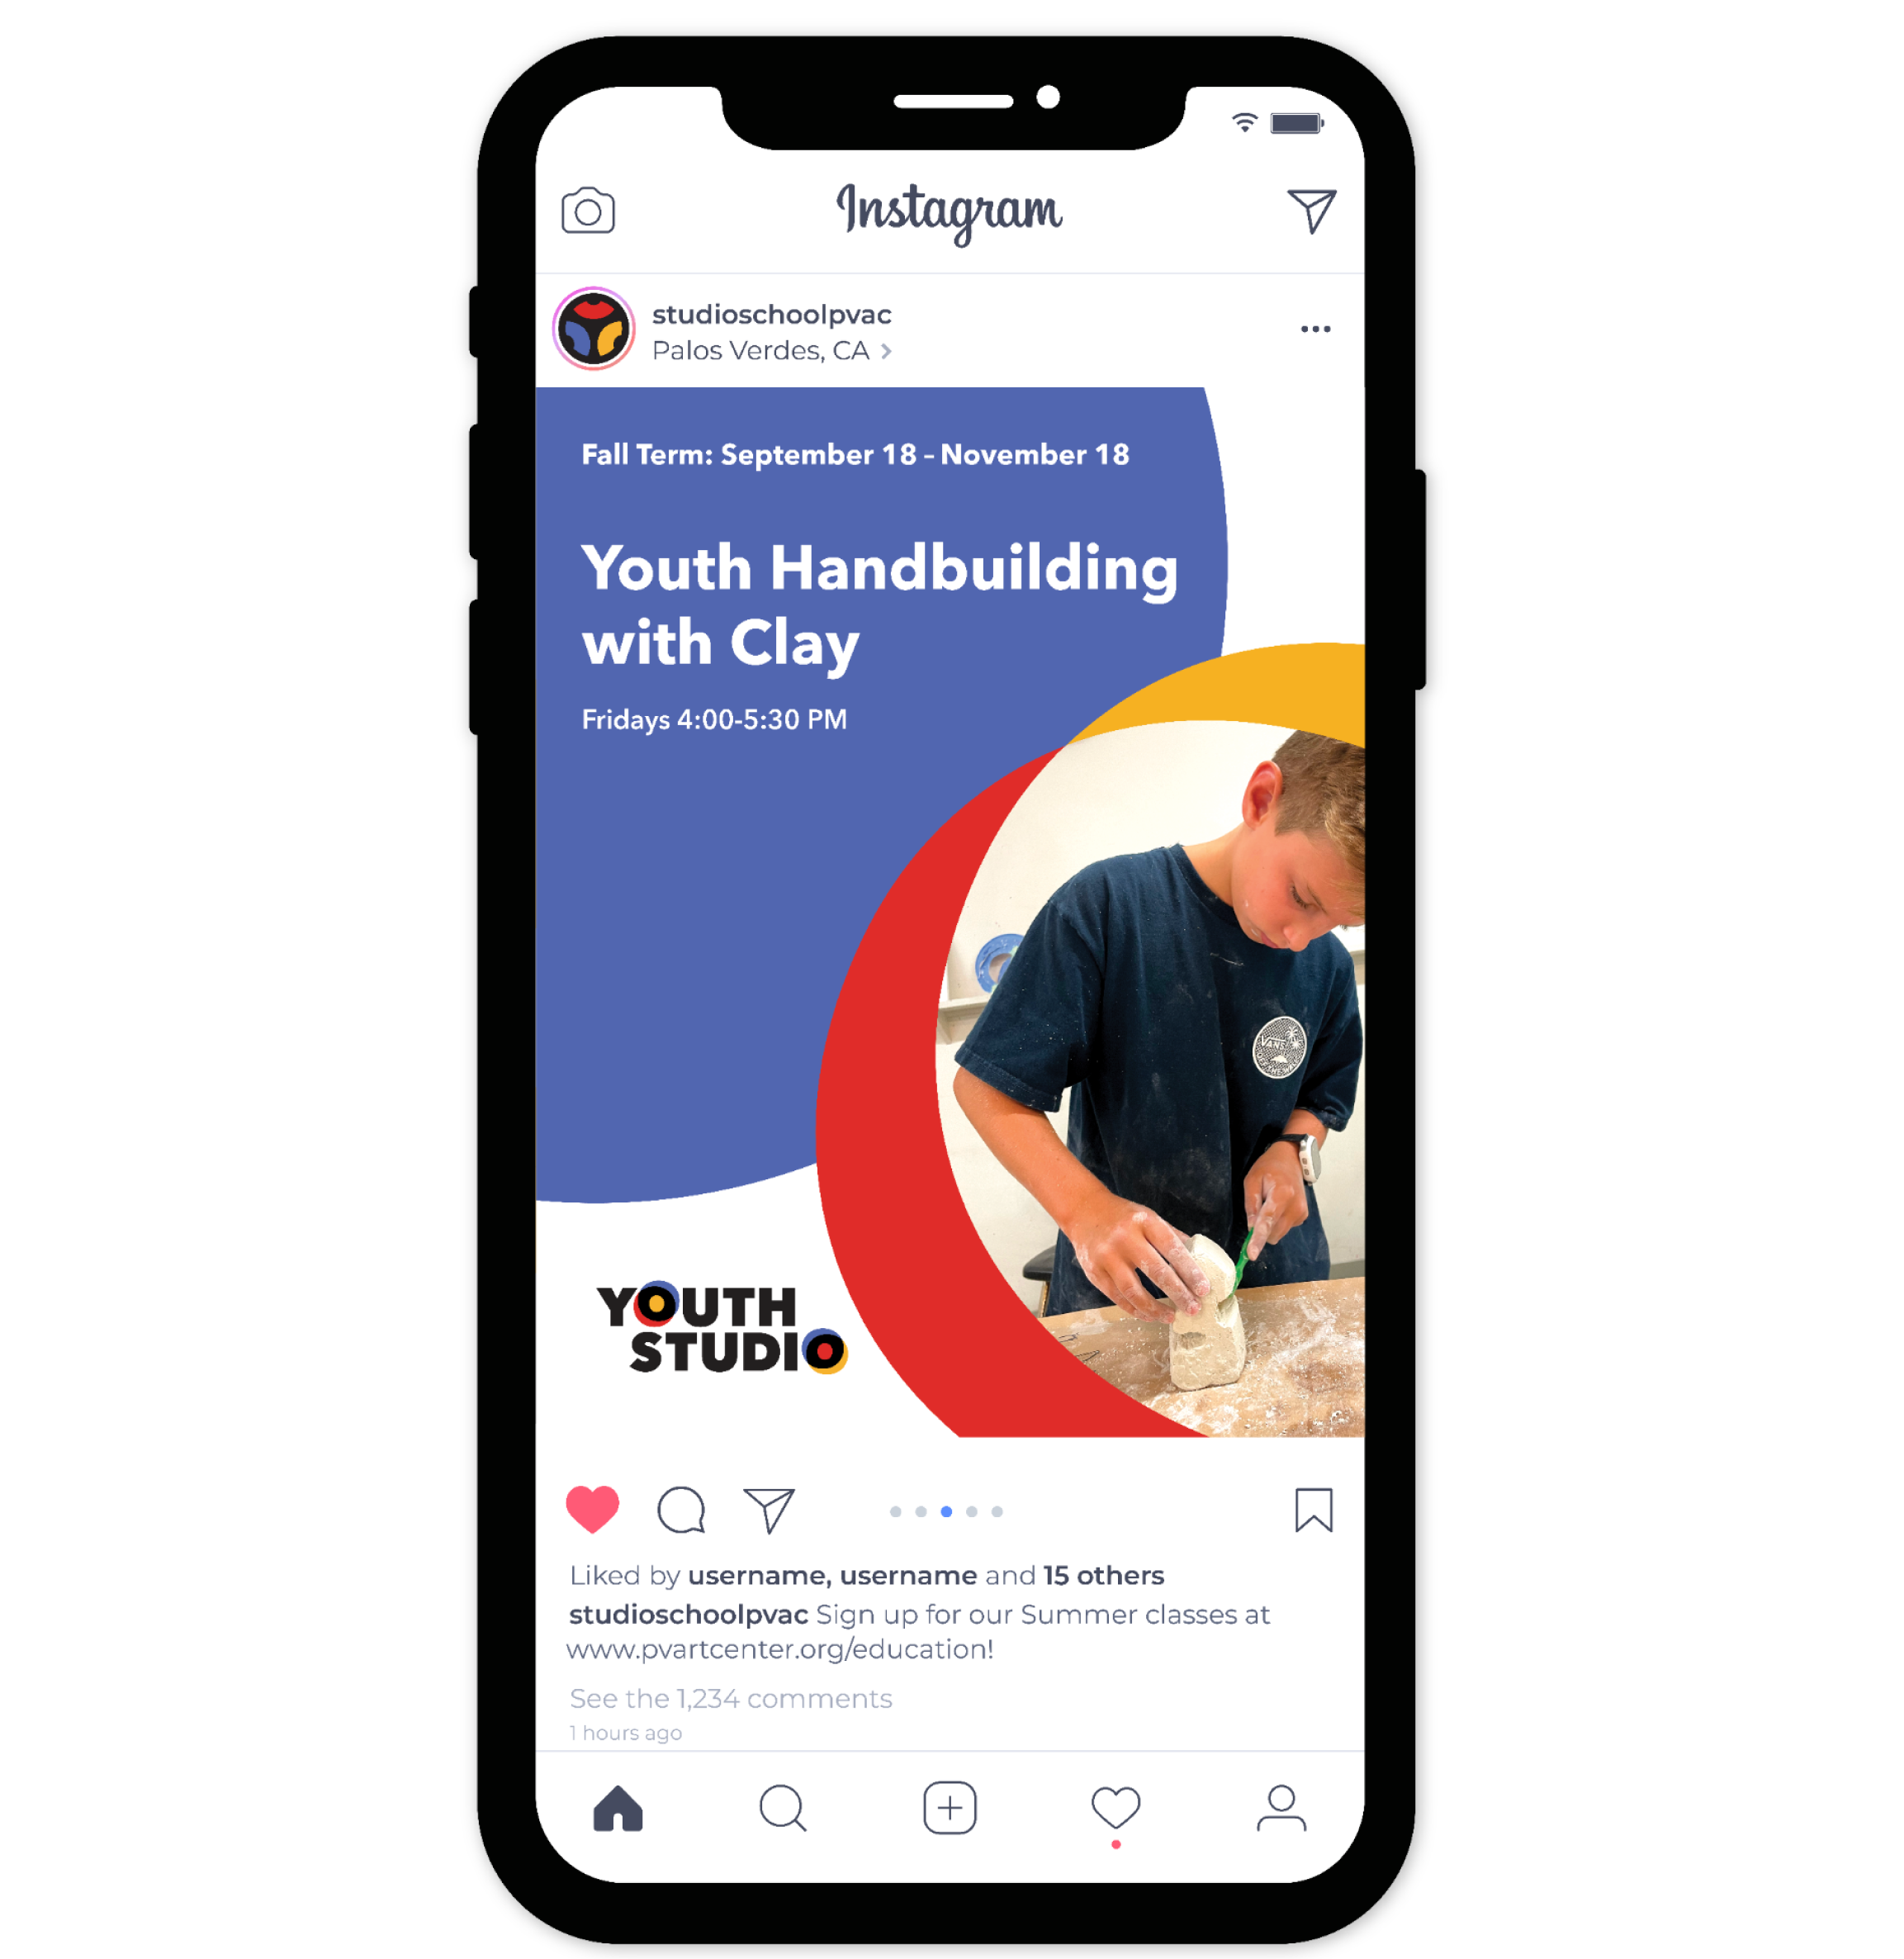 Instagram
studioschoolpvac
Palos Verdes, CA >
Fall Term: September 18 – November 18
Youth Handbuilding
with Clay
Fridays 4:00-5:30 PM
VANS
YOUTH
STUDIO
Liked by username, username and 15 others
studioschoolpvac Sign up for our Summer classes at
www.pvartcenter.org/education!
See the 1,234 comments
1 hours ago